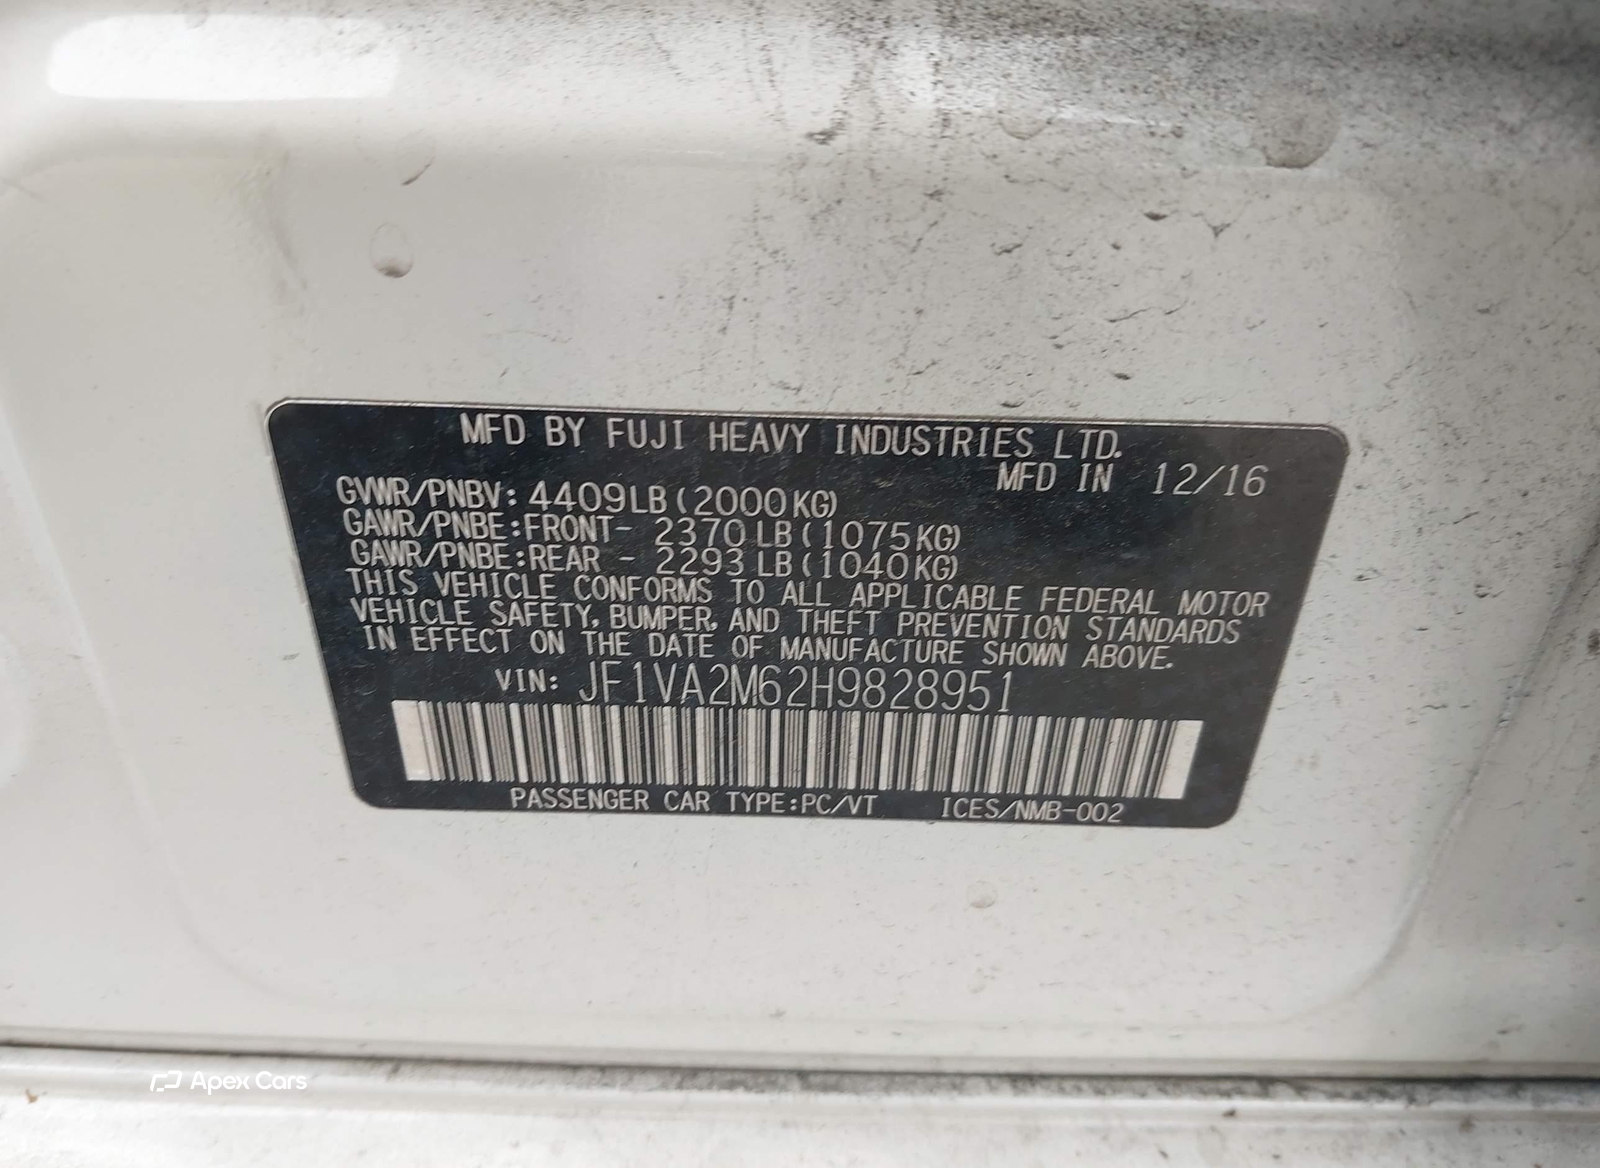 MFD BY FUJI HEAVY INDUSTRIES LTD.
MFD IN 12/16
GVWR/PNBV: 4409LB(2000KG)
GAWR/PNBE:FRONT- 2370LB(1075KG)
GAWR/PNBE:REAR - 2293LB(1040KG)
THIS VEHICLE CONFORMS TO ALL APPLICABLE FEDERAL MOTOR
VEHICLE SAFETY, BUMPER, AND THEFT PREVENTION STANDARDS
IN EFFECT ON THE DATE OF MANUFACTURE SHOWN ABOVE.
VIN: JF1VA2M62H9828951
PASSENGER CAR TYPE:PC/VT ICES/NMB-002
Apex Cars